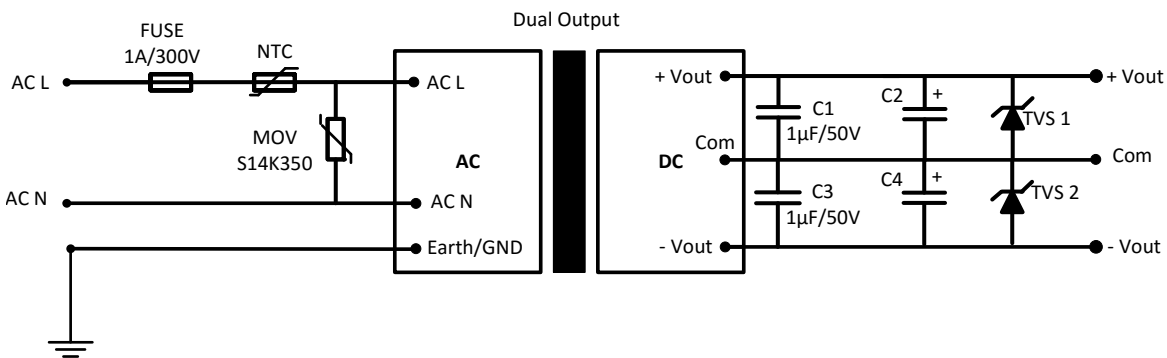 Dual Output
FUSE
1A/300V
NTC
AC L
AC L
MOV
S14K350
AC
AC N
AC N
Earth/GND
+ Vout
C1
1µF/50V
C2
+
TVS 1
+ Vout
Com
DC
Com
C3
1µF/50V
C4
+
TVS 2
- Vout
- Vout